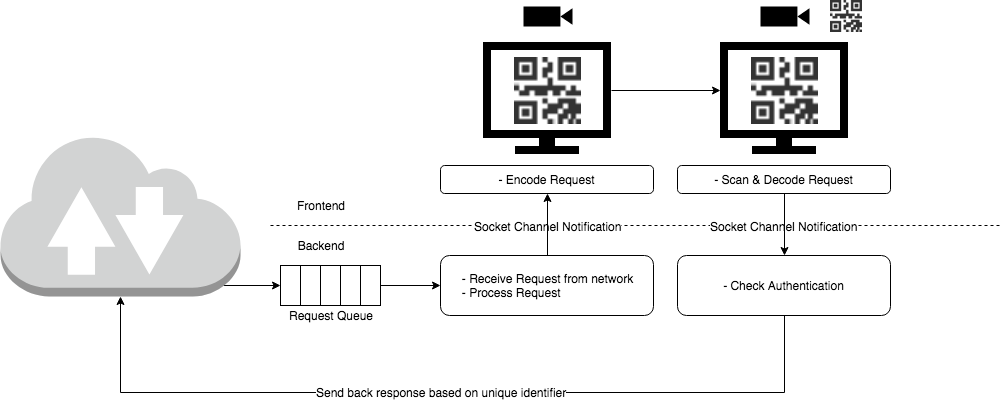 - Encode Request
- Scan & Decode Request
Frontend
Socket Channel Notification
Socket Channel Notification
Backend
- Receive Request from network
- Process Request
- Check Authentication
Request Queue
Send back response based on unique identifier